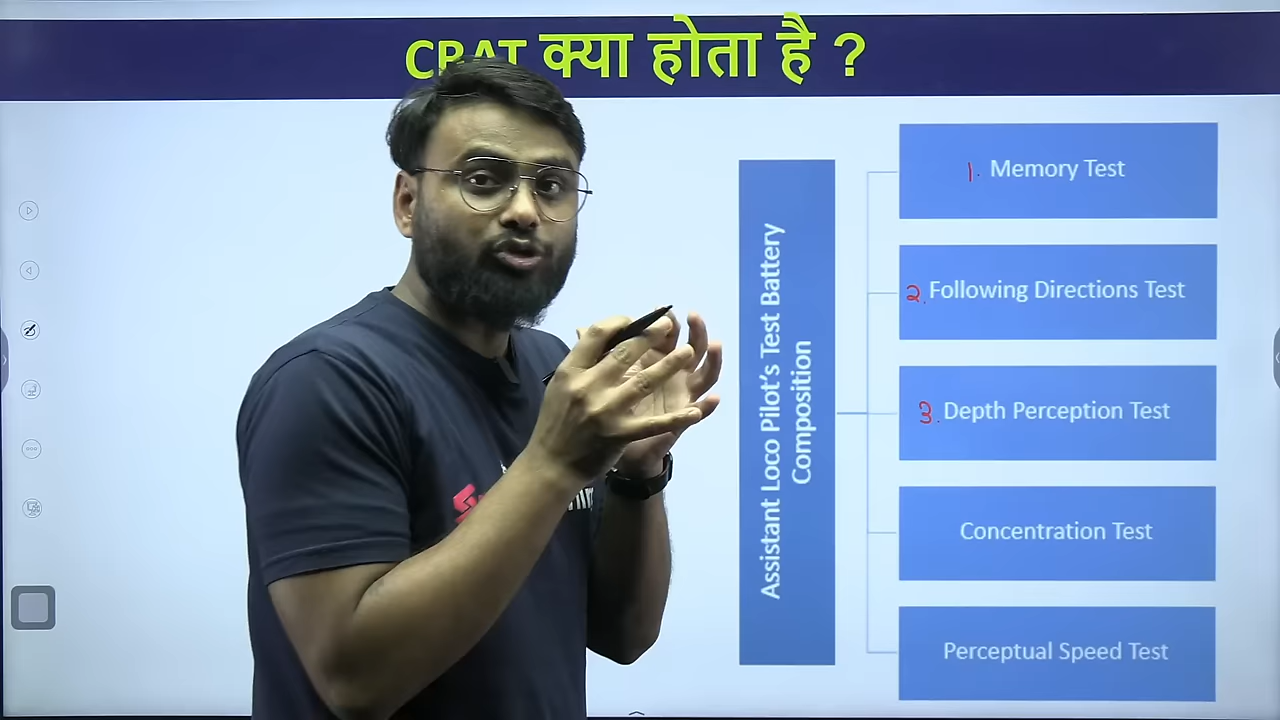 CBAT क्या होता है ?
Assistant Loco Pilot's Test Battery
Composition
1. Memory Test
2. Following Directions Test
3. Depth Perception Test
Concentration Test
Perceptual Speed Test